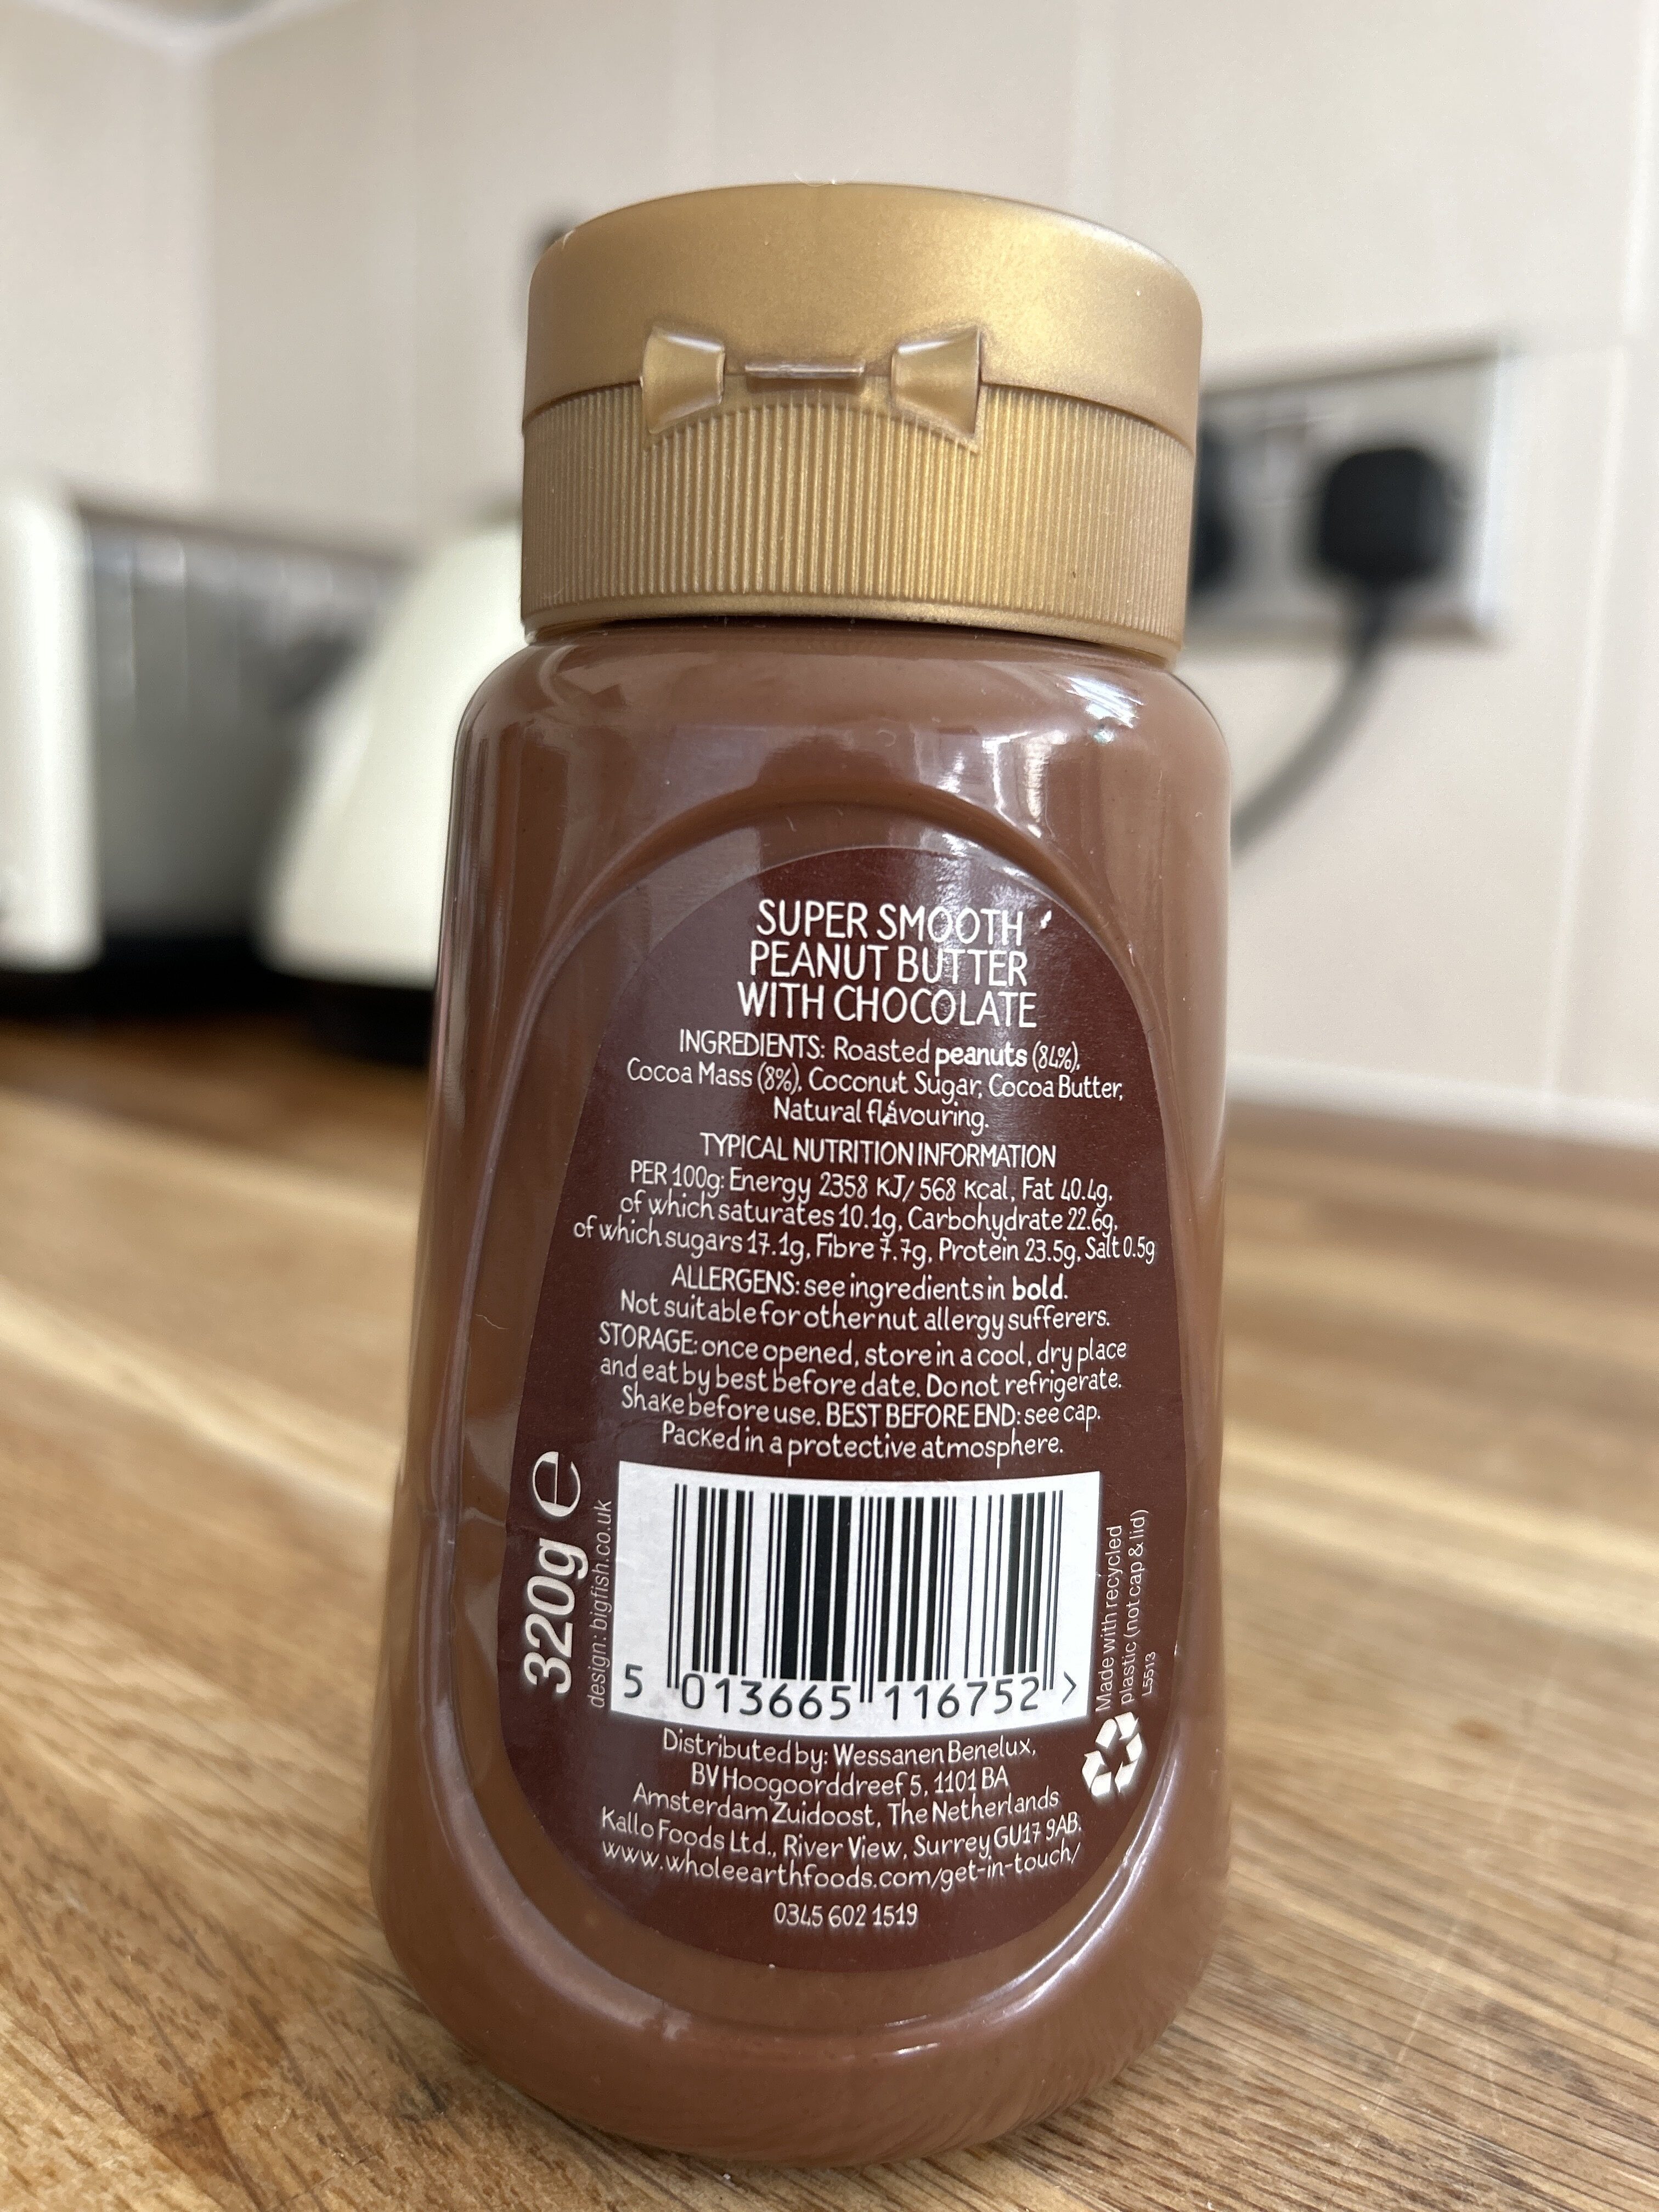 SUPER SMOOTH
PEANUT BUTTER
WITH CHOCOLATE
INGREDIENTS: Roasted peanuts (84%),
Cocoa Mass (8%), Coconut Sugar, Cocoa Butter,
Natural flavouring.
TYPICAL NUTRITION INFORMATION
PER 100g: Energy 2358 KJ/ 568 Kcal, Fat 40.4g,
of which saturates 10.1g, Carbohydrate 22.6g,
of which sugars 17.1g, Fibre 7.7g, Protein 23.5g, Salt 0.5g
ALLERGENS: see ingredients in bold.
Not suitable for other nut allergy sufferers.
STORAGE: once opened, store in a cool, dry place
and eat by best before date. Do not refrigerate.
Shake before use. BEST BEFORE END: see cap.
Packed in a protective atmosphere.
320g ℮
design: bigfish.co.uk
5 013665 116752 >
Made with recycled
plastic (not cap & lid)
L5513
Distributed by: Wessanen Benelux,
BV Hoogoorddreef 5, 1101 BA
Amsterdam Zuidoost, The Netherlands
Kallo Foods Ltd., River View, Surrey GU17 9AB.
www.wholeearthfoods.com/get-in-touch/
0345 602 1519